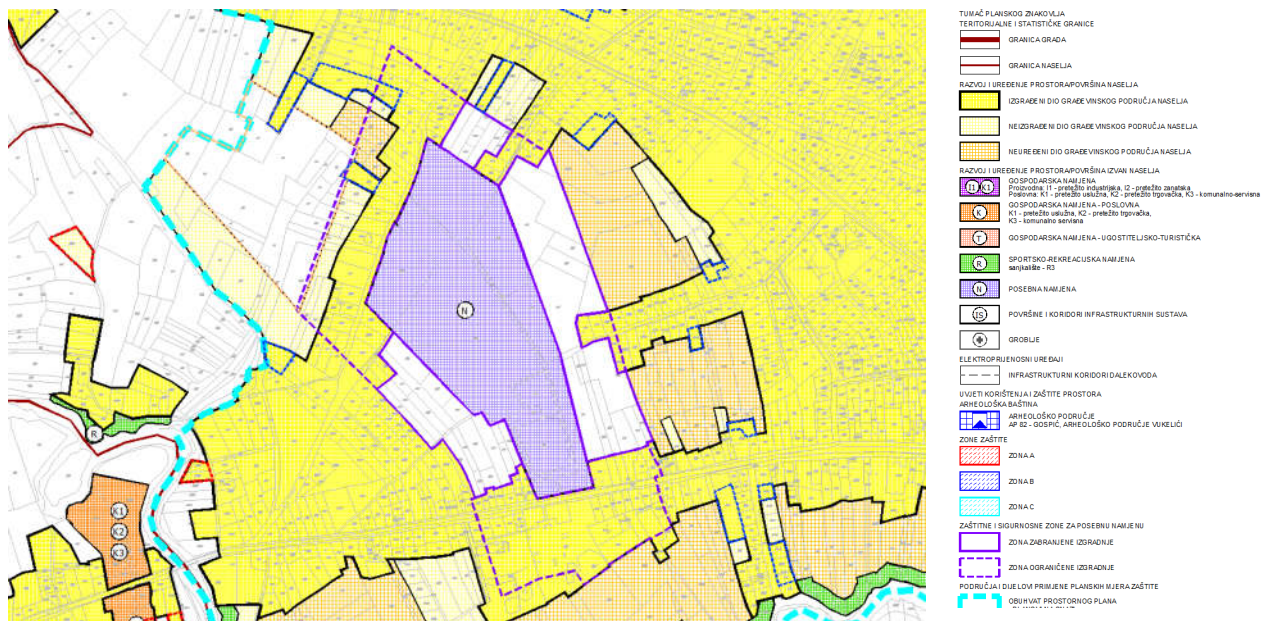 TUMAČ PLANSKOG ZNAKOVLJA
TERITORIJALNE I STATISTIČKE GRANICE
GRANICA GRADA
GRANICA NASELJA
RAZVOJ I UREĐENJE PROSTORA/POVRŠINA NASELJA
IZGRAĐENI DIO GRAĐEVINSKOG PODRUČJA NASELJA
NEIZGRAĐENI DIO GRAĐEVINSKOG PODRUČJA NASELJA
NEUREĐENI DIO GRAĐEVINSKOG PODRUČJA NASELJA
RAZVOJ I UREĐENJE PROSTORA/POVRŠINA IZVAN NASELJA
I1 K1
GOSPODARSKA NAMJENA
Proizvodna: I1 - pretežito industrijska, I2 - pretežito zanatska
Poslovna: K1 - pretežito uslužna, K2 - pretežito trgovačka, K3 - komunalno-servisna
K
GOSPODARSKA NAMJENA - POSLOVNA
K1 - pretežito uslužna, K2 - pretežito trgovačka,
K3 - komunalno servisna
T
GOSPODARSKA NAMJENA - UGOSTITELJSKO-TURISTIČKA
R
SPORTSKO-REKREACIJSKA NAMJENA
sanjkalište - R3
N
POSEBNA NAMJENA
IS
POVRŠINE I KORIDORI INFRASTRUKTURNIH SUSTAVA
GROBLJE
ELEKTROPRIJENOSNI UREĐAJI
INFRASTRUKTURNI KORIDORI DALEKOVODA
UVJETI KORIŠTENJA I ZAŠTITE PROSTORA
ARHEOLOŠKA BAŠTINA
ARHEOLOŠKO PODRUČJE
AP 82 - GOSPIĆ, ARHEOLOŠKO PODRUČJE VUKELIĆI
ZONE ZAŠTITE
ZONA A
ZONA B
ZONA C
ZAŠTITNE I SIGURNOSNE ZONE ZA POSEBNU NAMJENU
ZONA ZABRANJENE IZGRADNJE
ZONA OGRANIČENE IZGRADNJE
PODRUČJA I DIJELOVI PRIMJENE PLANSKIH MJERA ZAŠTITE
OBUHVAT PROSTORNOG PLANA
N
R
K1
K2
K3